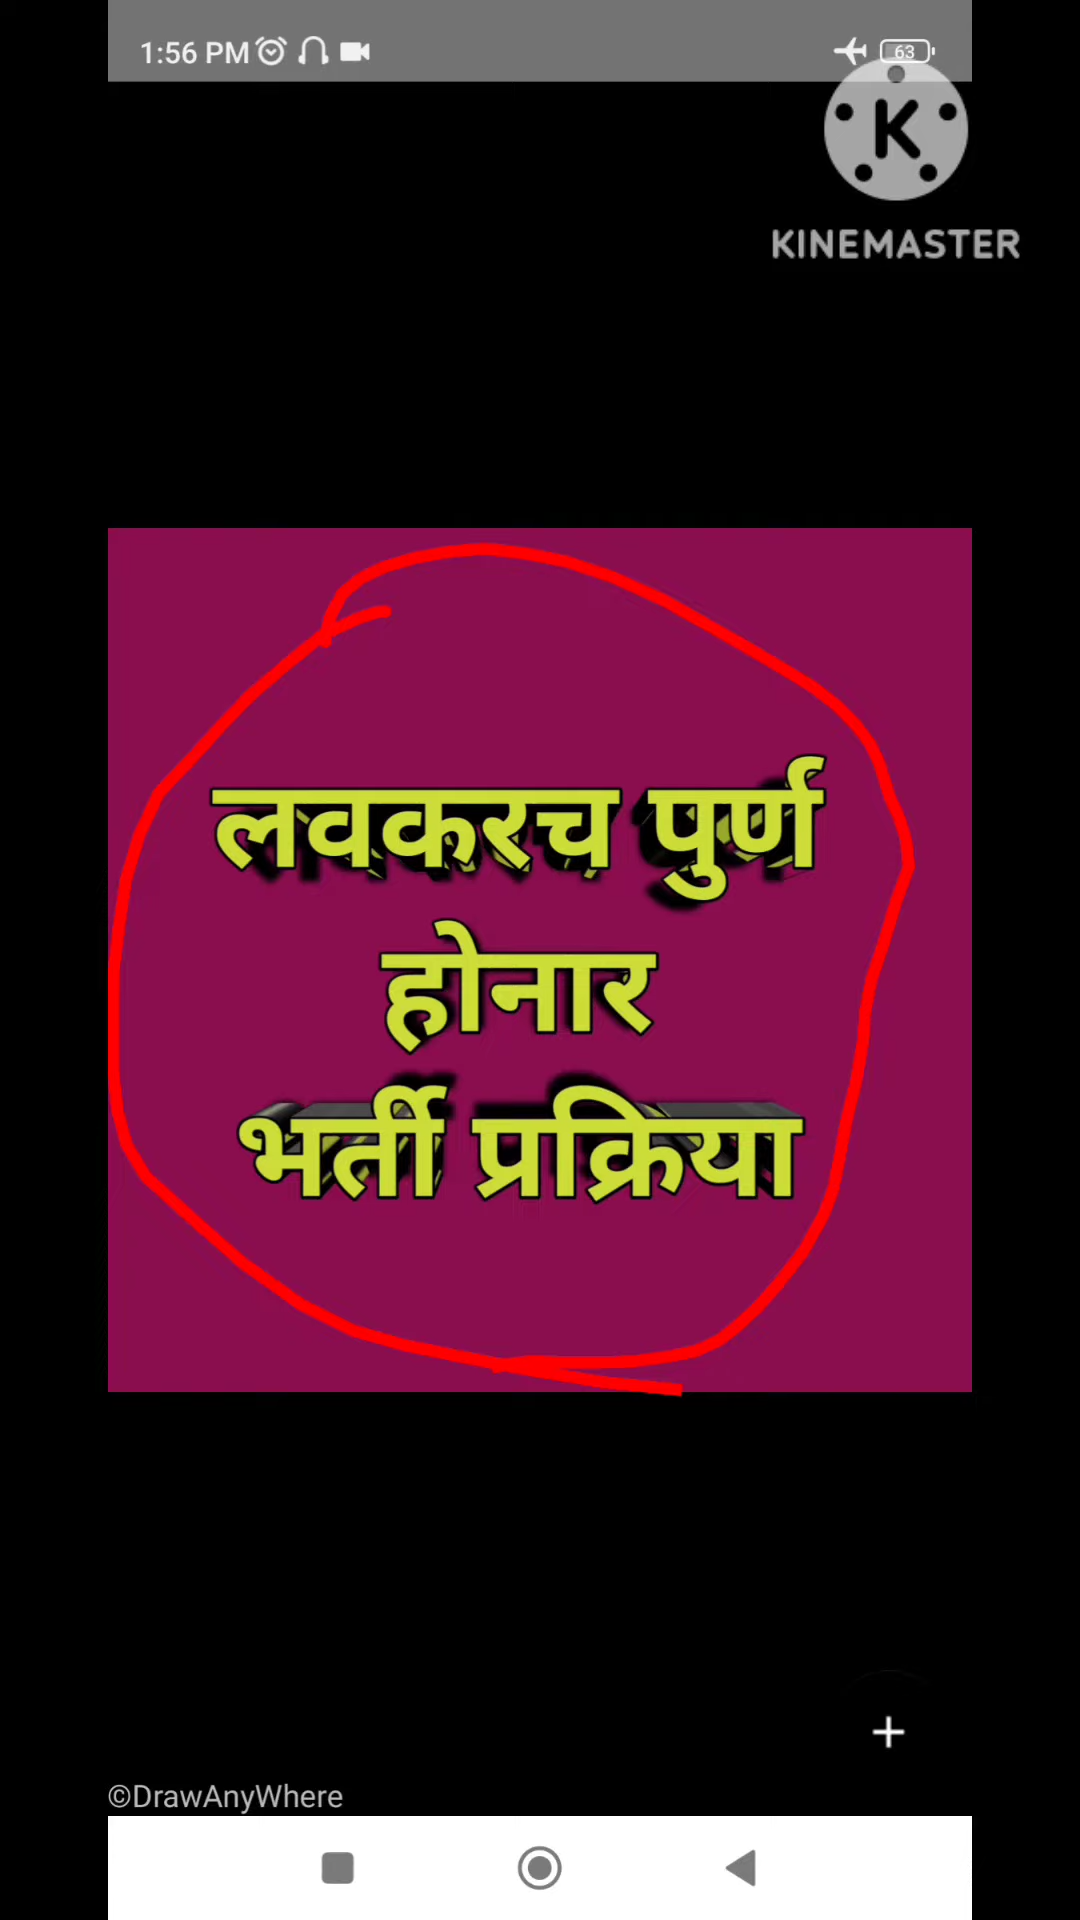 1:56 PM
63
K
KINEMASTER
लवकरच पुर्ण
होनार
भर्ती प्रक्रिया
+
©DrawAnyWhere